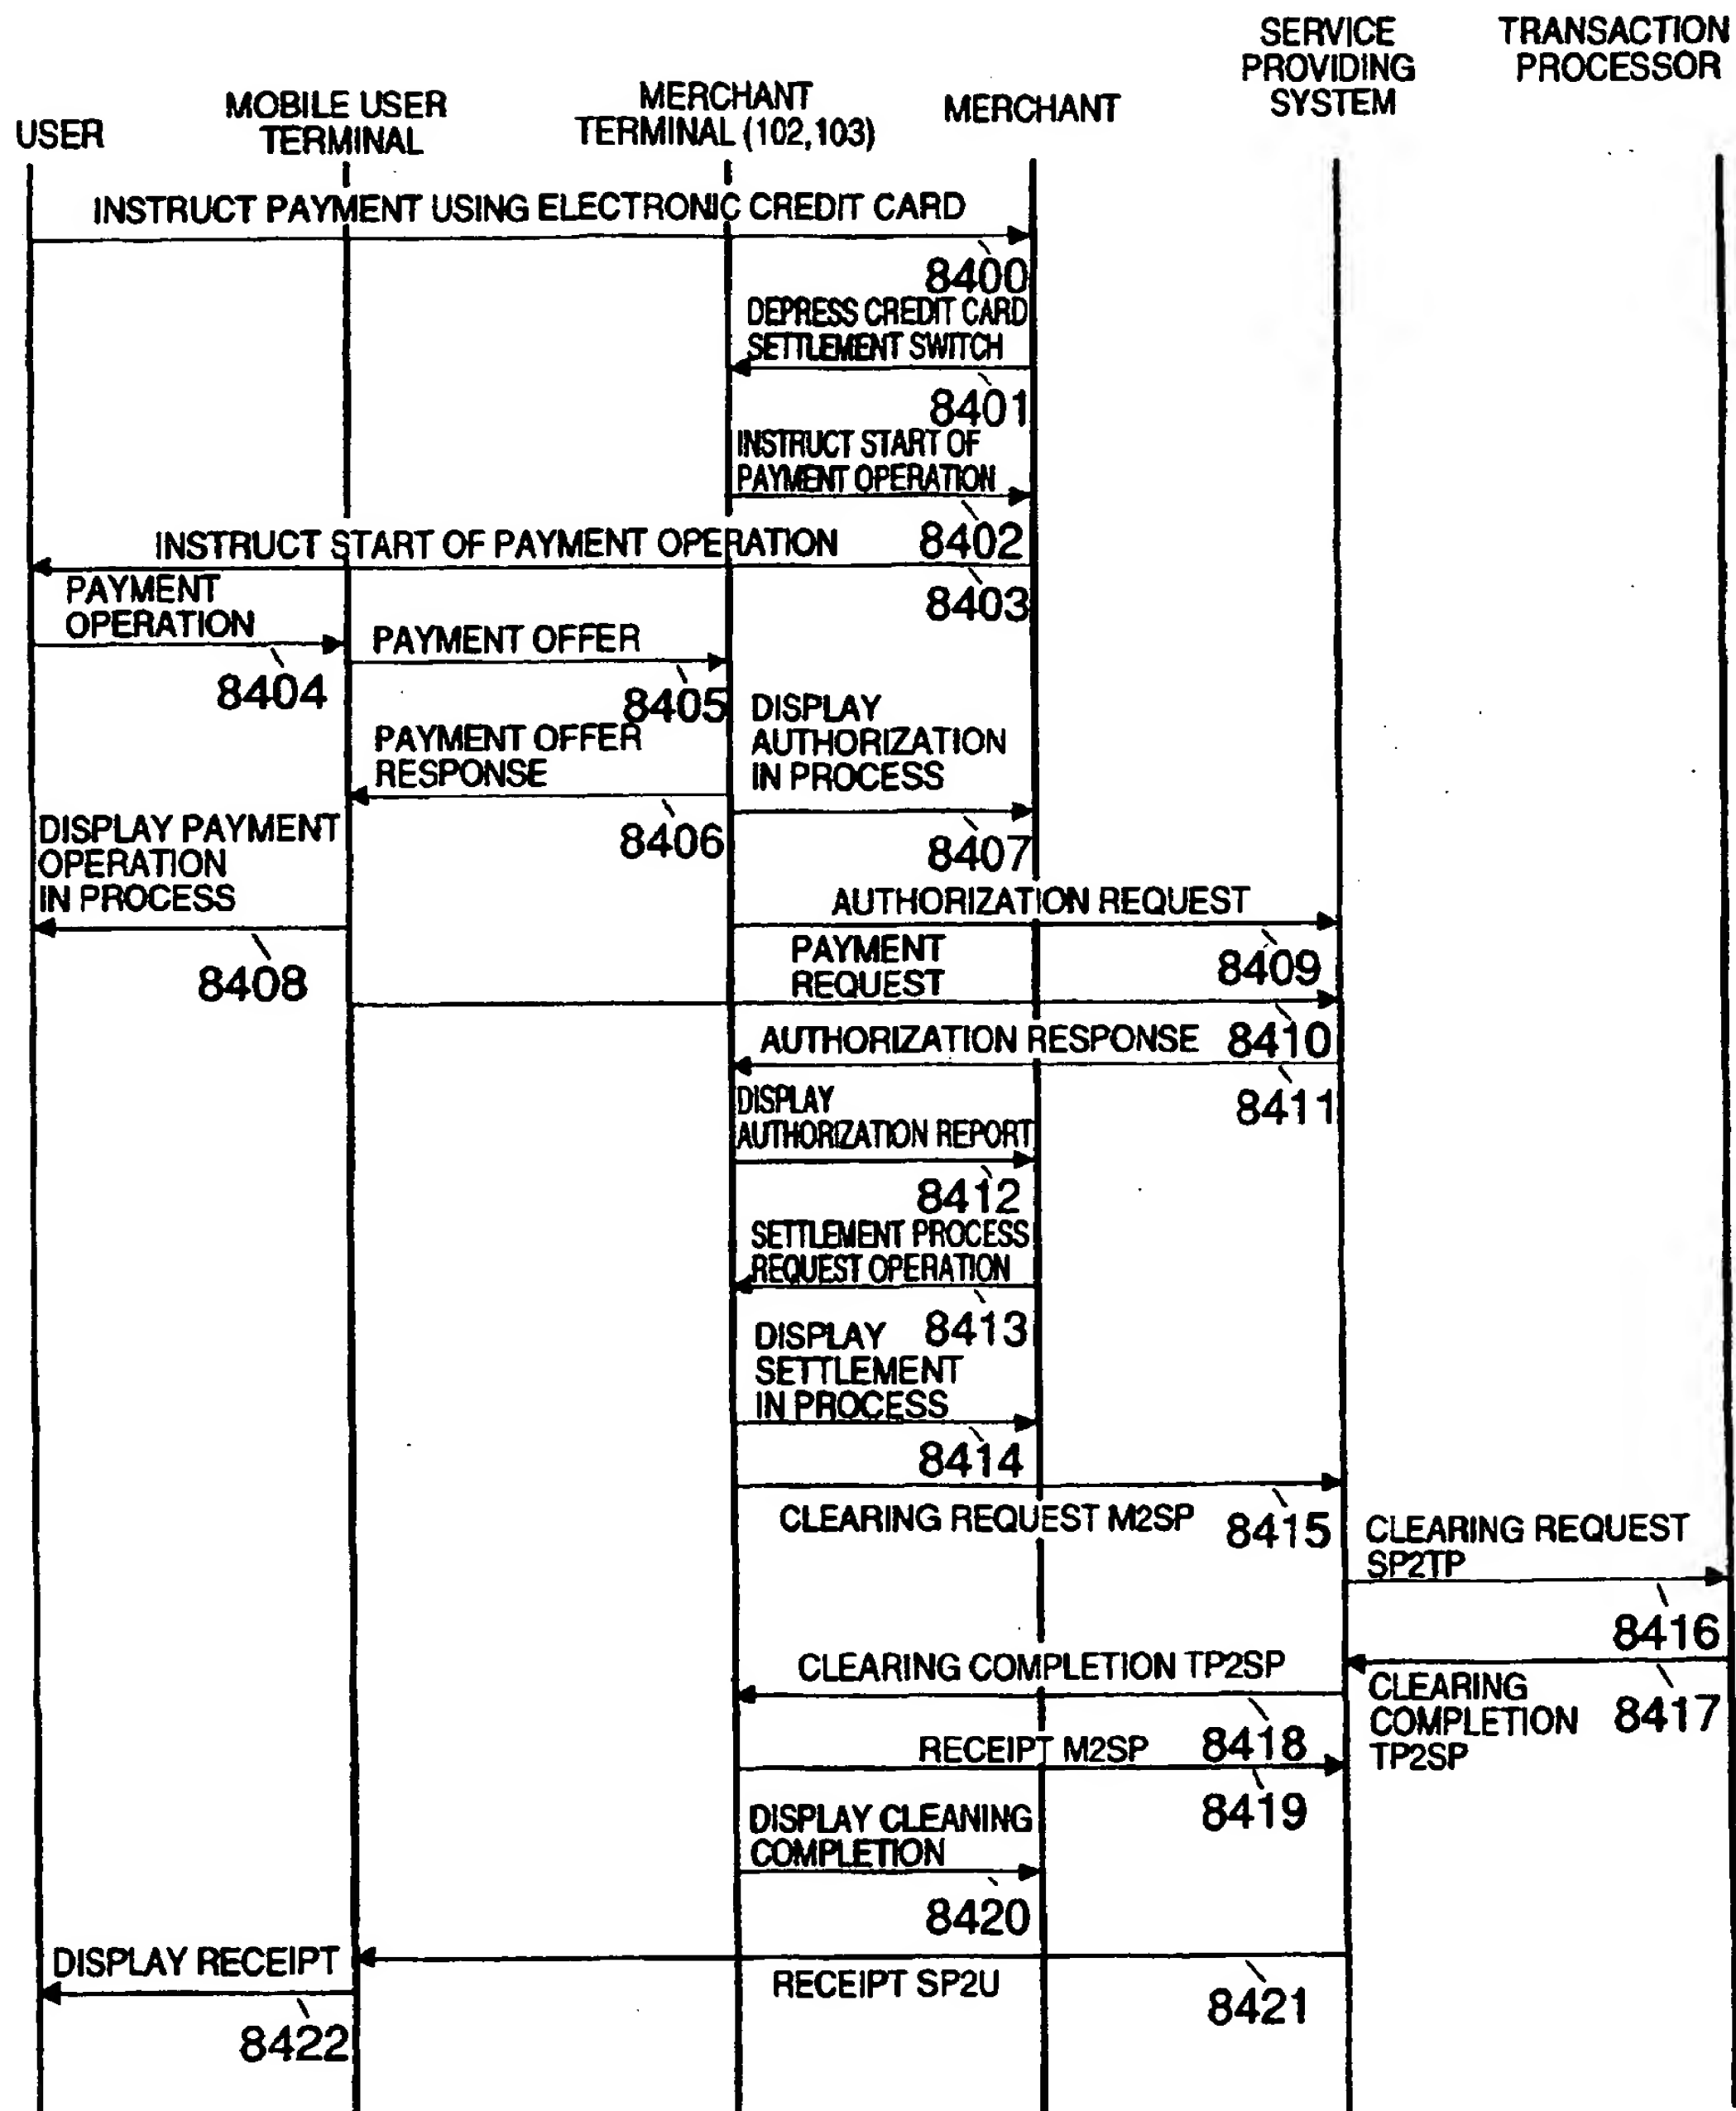 SERVICE
PROVIDING
SYSTEM
TRANSACTION
PROCESSOR
USER
MOBILE USER
TERMINAL
MERCHANT
TERMINAL (102,103)
MERCHANT
INSTRUCT PAYMENT USING ELECTRONIC CREDIT CARD
8400
DEPRESS CREDIT CARD
SETTLEMENT SWITCH
8401
INSTRUCT START OF
PAYMENT OPERATION
8402
INSTRUCT START OF PAYMENT OPERATION
8403
PAYMENT
OPERATION
8404
PAYMENT OFFER
8405
DISPLAY
AUTHORIZATION
IN PROCESS
PAYMENT OFFER
RESPONSE
8406
8407
DISPLAY PAYMENT
OPERATION
IN PROCESS
8408
AUTHORIZATION REQUEST
8409
PAYMENT
REQUEST
8410
AUTHORIZATION RESPONSE
8411
DISPLAY
AUTHORIZATION REPORT
8412
SETTLEMENT PROCESS
REQUEST OPERATION
8413
DISPLAY
SETTLEMENT
IN PROCESS
8414
CLEARING REQUEST M2SP
8415
CLEARING REQUEST
SP2TP
8416
CLEARING COMPLETION TP2SP
CLEARING
COMPLETION
TP2SP
8417
8418
RECEIPT M2SP
8419
DISPLAY CLEANING
COMPLETION
8420
DISPLAY RECEIPT
RECEIPT SP2U
8421
8422